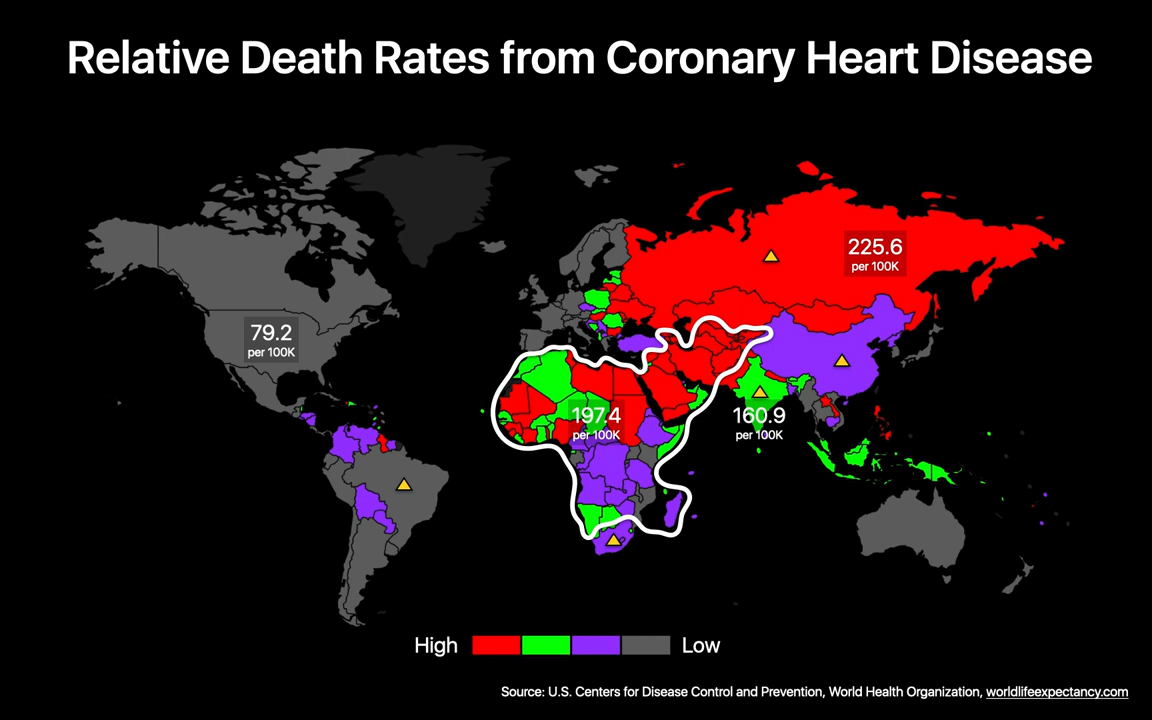 Relative Death Rates from Coronary Heart Disease
225.6
per 100K
79.2
per 100K
197.4
per 100K
160.9
per 100K
High Low
Source: U.S. Centers for Disease Control and Prevention, World Health Organization, worldlifeexpectancy.com